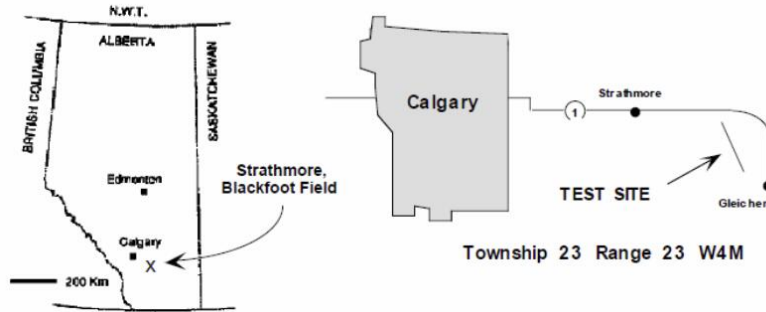 N.W.T.
ALBERTA
BRITISH COLUMBIA
SASKATCHEWAN
Edmonton
Calgary
X
200 Km
Strathmore,
Blackfoot Field
Calgary
1
Strathmore
TEST SITE
Gleichen
Township 23 Range 23 W4M